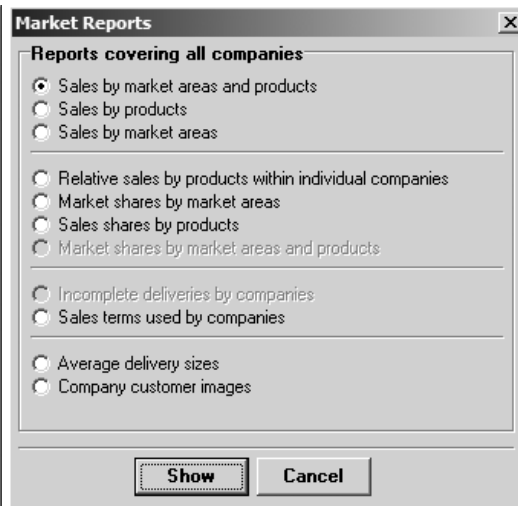 Market Reports
Reports covering all companies
Sales by market areas and products
Sales by products
Sales by market areas
Relative sales by products within individual companies
Market shares by market areas
Sales shares by products
Market shares by market areas and products
Incomplete deliveries by companies
Sales terms used by companies
Average delivery sizes
Company customer images
Show Cancel